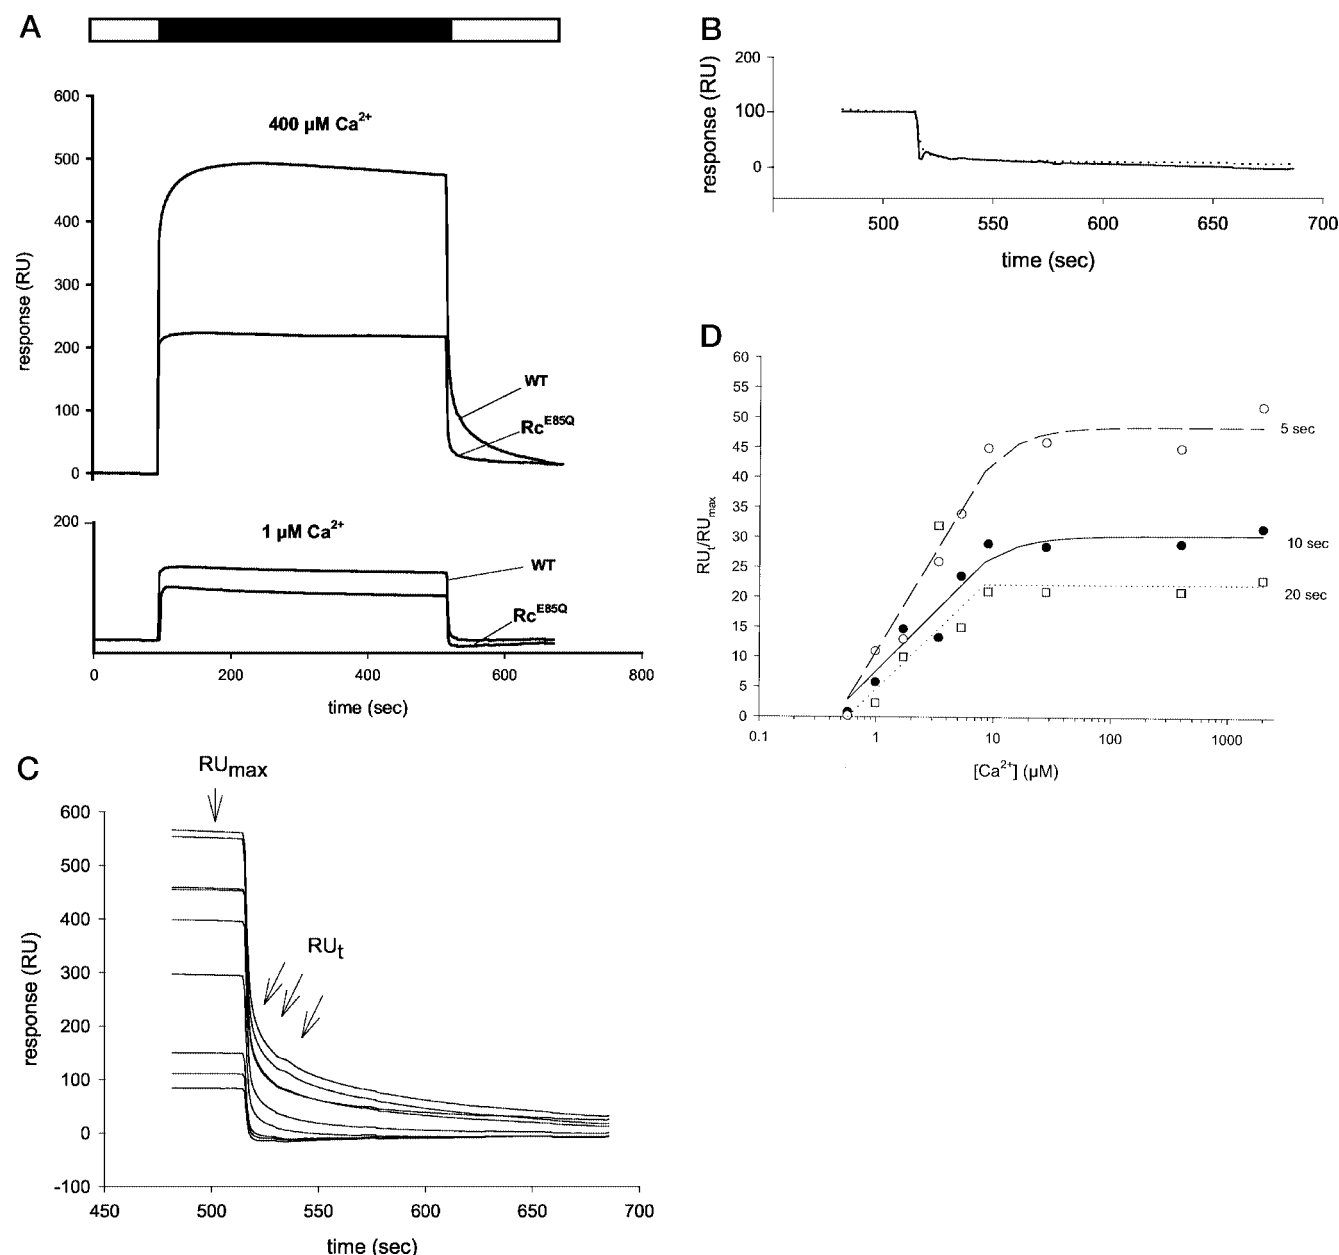 A
600
500
400
300
200
100
0
response (RU)
400 µM Ca²⁺
WT
Rc^E85Q
200
1 µM Ca²⁺
WT
Rc^E85Q
0
200
400
600
800
time (sec)
B
200
100
0
response (RU)
500
550
600
650
700
time (sec)
C
RUmax
600
500
400
300
200
100
0
-100
response (RU)
RUt
450
500
550
600
650
700
time (sec)
D
60
55
50
45
40
35
30
25
20
15
10
5
0
RUt/RUmax
5 sec
10 sec
20 sec
0.1
1
10
100
1000
[Ca²⁺] (µM)